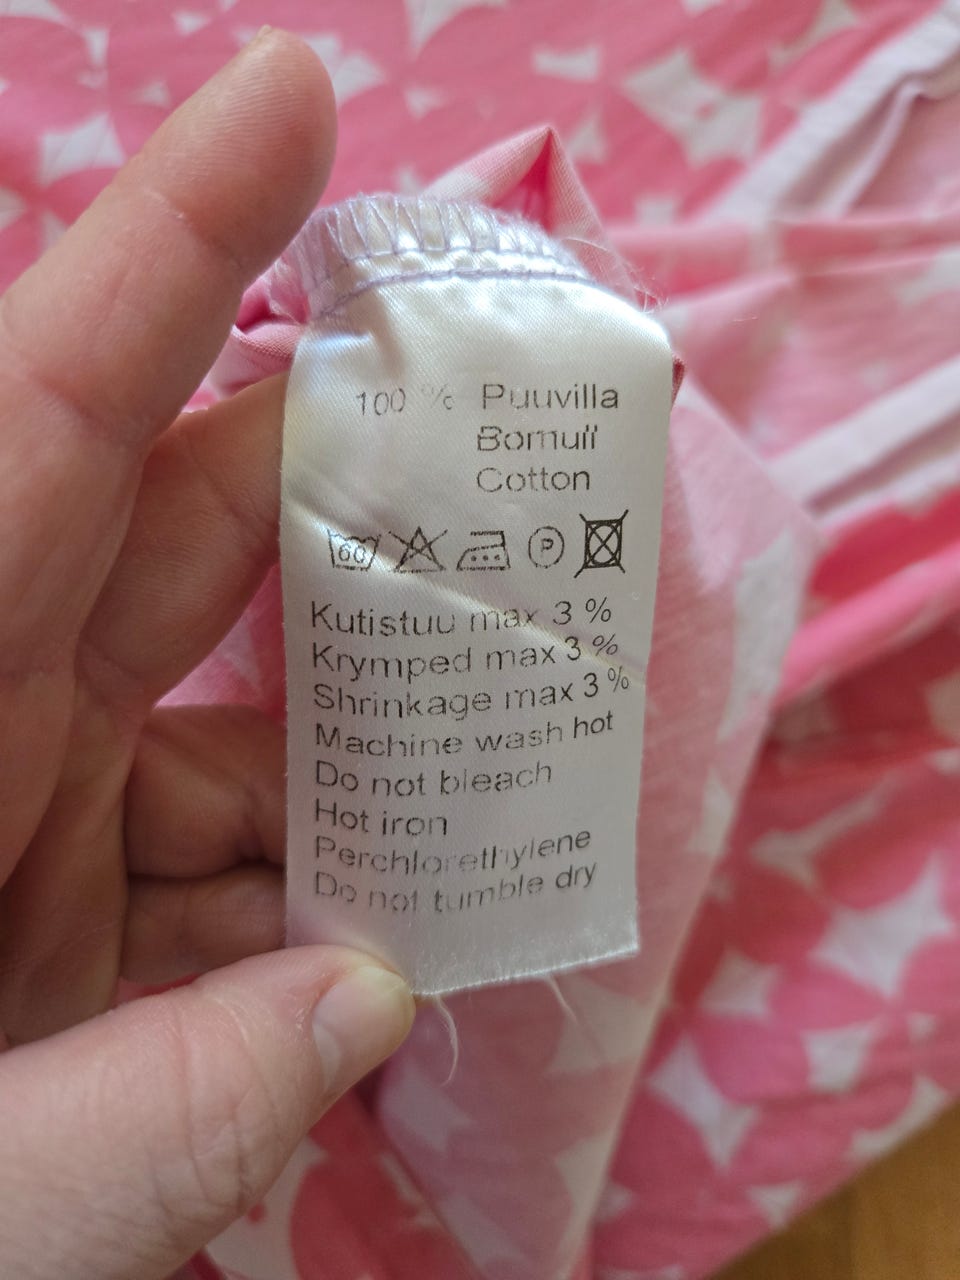 100 % Puuvilla
Bomull
Cotton
60 P
Kutistuu max 3 %
Krymped max 3 %
Shrinkage max 3 %
Machine wash hot
Do not bleach
Hot iron
Perchlorethylene
Do not tumble dry